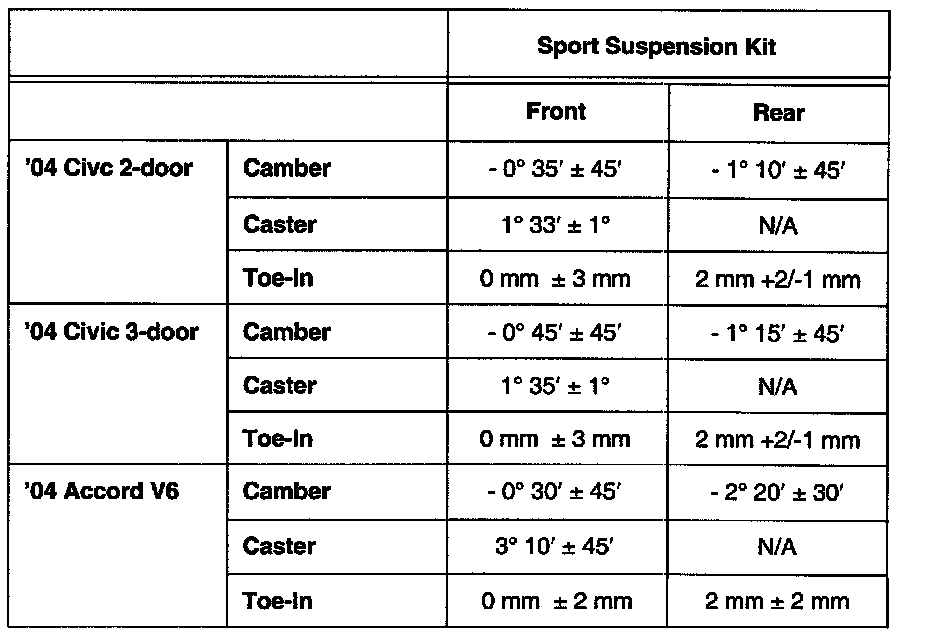 Sport Suspension Kit
Front Rear
'04 Civc 2-door Camber - 0° 35′ ± 45′ - 1° 10′ ± 45′
Caster 1° 33′ ± 1° N/A
Toe-In 0 mm ± 3 mm 2 mm +2/-1 mm
'04 Civic 3-door Camber - 0° 45′ ± 45′ - 1° 15′ ± 45′
Caster 1° 35′ ± 1° N/A
Toe-In 0 mm ± 3 mm 2 mm +2/-1 mm
'04 Accord V6 Camber - 0° 30′ ± 45′ - 2° 20′ ± 30′
Caster 3° 10′ ± 45′ N/A
Toe-In 0 mm ± 2 mm 2 mm ± 2 mm